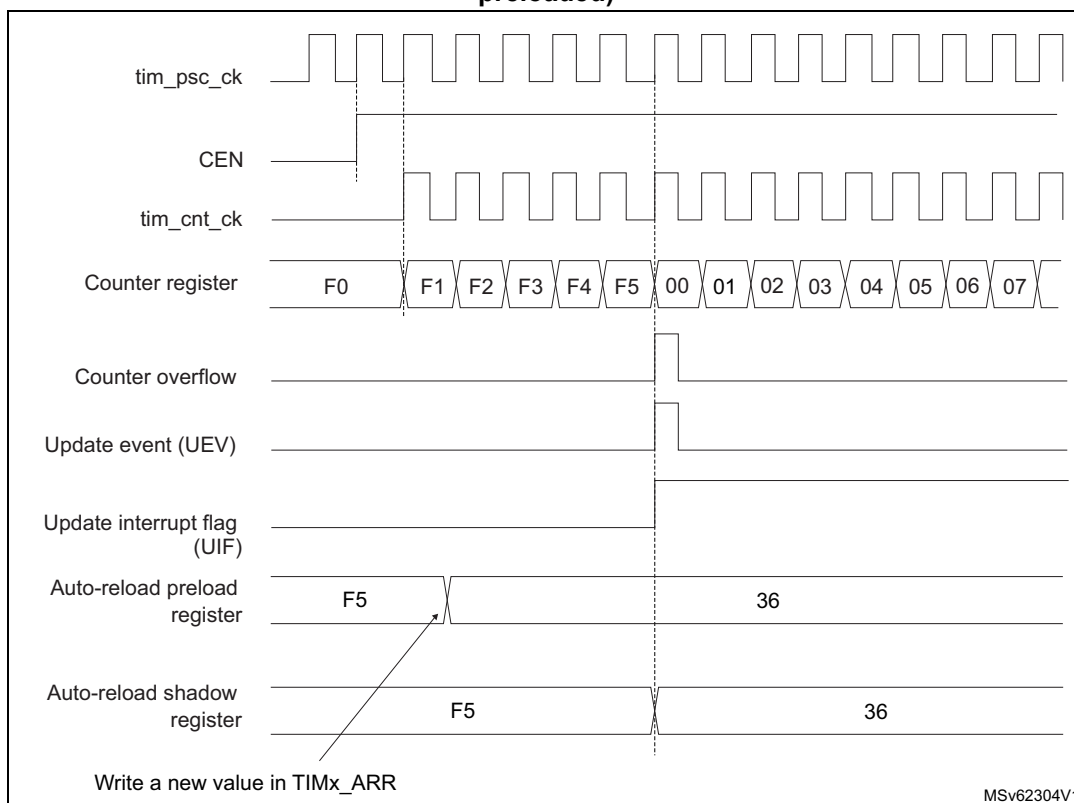 preloaded)
tim_psc_ck
CEN
tim_cnt_ck
Counter register F0 F1 F2 F3 F4 F5 00 01 02 03 04 05 06 07
Counter overflow
Update event (UEV)
Update interrupt flag
(UIF)
Auto-reload preload
register
F5 36
Auto-reload shadow
register
F5 36
Write a new value in TIMx_ARR
MSv62304V1